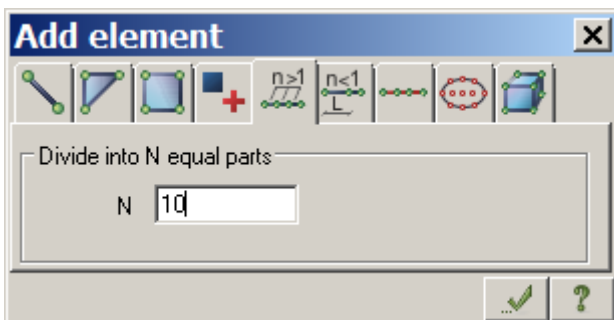 Add element
n>1
n<1
L
Divide into N equal parts
N 10